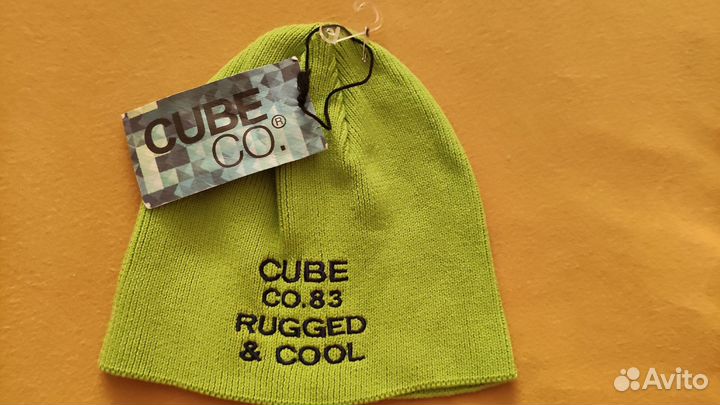 CUBE
CO.®
CUBE
CO.83
RUGGED
& COOL
Avito